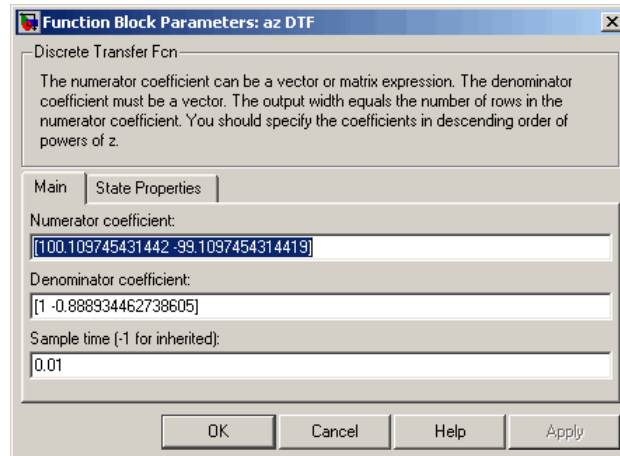 Function Block Parameters: az DTF
Discrete Transfer Fcn
The numerator coefficient can be a vector or matrix expression. The denominator
coefficient must be a vector. The output width equals the number of rows in the
numerator coefficient. You should specify the coefficients in descending order of
powers of z.
Main State Properties
Numerator coefficient:
[100.109745431442 -99.1097454314419]
Denominator coefficient:
[1 -0.888934462738605]
Sample time (-1 for inherited):
0.01
OK Cancel Help Apply